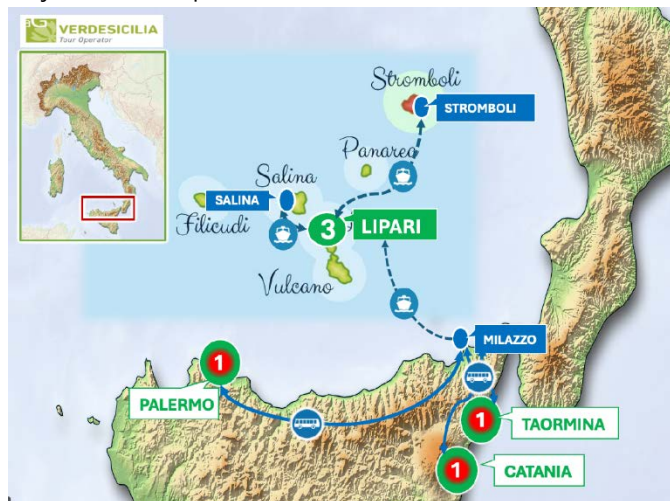 VERDESICILIA
Tour Operator
Stromboli
STROMBOLI
Panarea
Salina
SALINA
Filicudi
3
LIPARI
Vulcano
MILAZZO
1
PALERMO
1
TAORMINA
1
CATANIA